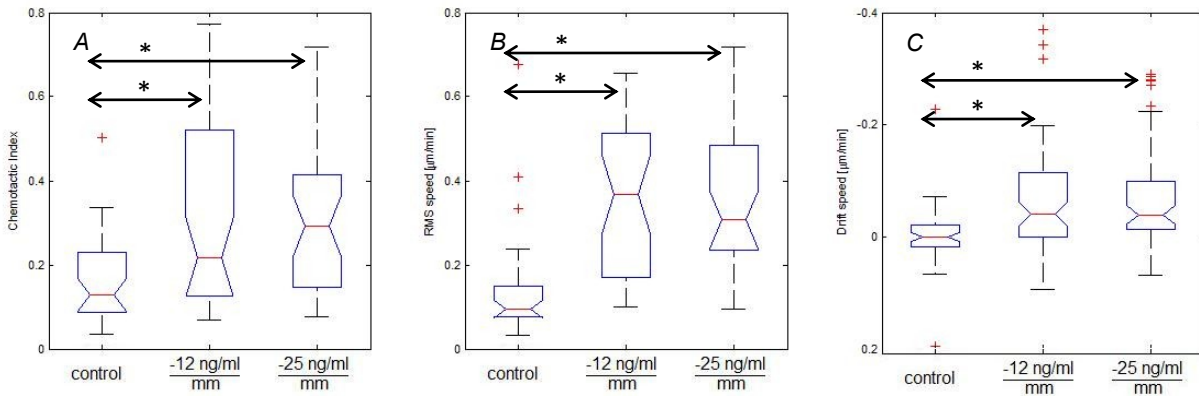 A
*
*
Chemotactic Index
0.8
0.6
0.4
0.2
0
control
-12 ng/ml
mm
-25 ng/ml
mm
B
*
*
RMS speed [µm/min]
0.8
0.6
0.4
0.2
0
control
-12 ng/ml
mm
-25 ng/ml
mm
C
*
*
Drift speed [µm/min]
-0.4
-0.2
0
0.2
control
-12 ng/ml
mm
-25 ng/ml
mm